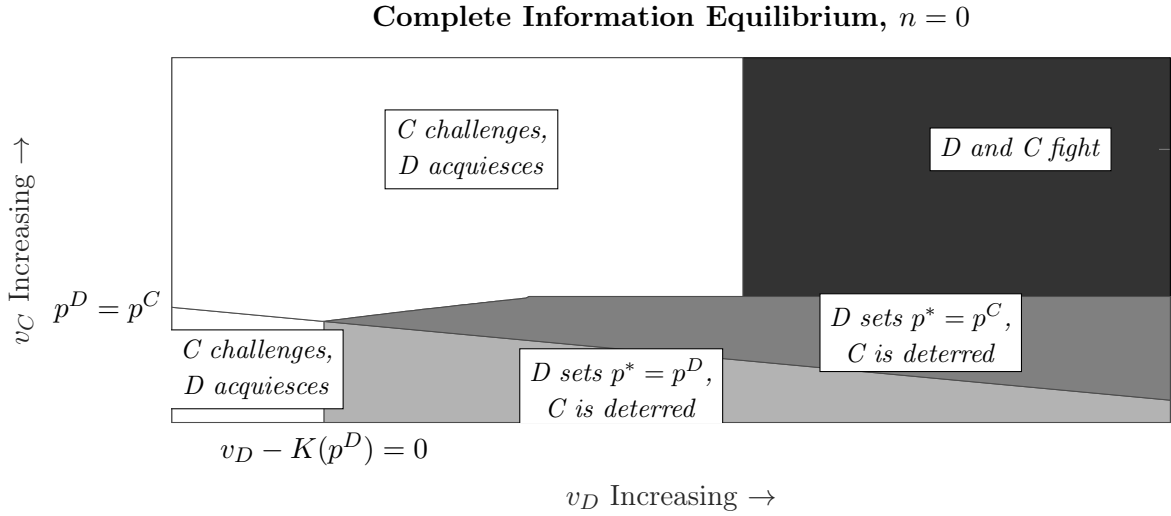 Complete Information Equilibrium, n = 0
C challenges,
D acquiesces
D and C fight
v_C Increasing →
p^D = p^C
D sets p* = p^C,
C is deterred
C challenges,
D acquiesces
D sets p* = p^D,
C is deterred
v_D − K(p^D) = 0
v_D Increasing →